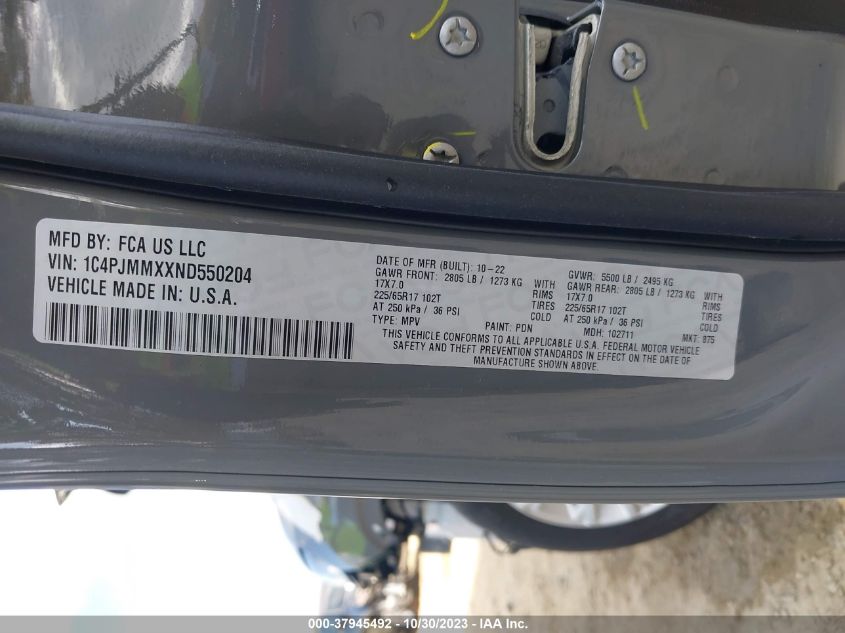 MFD BY: FCA US LLC
VIN: 1C4PJMMXXND550204
VEHICLE MADE IN: U.S.A.
DATE OF MFR (BUILT): 10-22 GVWR: 5500 LB / 2495 KG
GAWR FRONT: 2805 LB / 1273 KG WITH GAWR REAR: 2805 LB / 1273 KG WITH
17X7.0 RIMS 17X7.0 RIMS
225/65R17 102T TIRES 225/65R17 102T TIRES
AT 250 kPa / 36 PSI COLD AT 250 kPa / 36 PSI COLD
TYPE: MPV PAINT: PDN MDH: 102711 MKT: 875
THIS VEHICLE CONFORMS TO ALL APPLICABLE U.S.A. FEDERAL MOTOR VEHICLE
SAFETY AND THEFT PREVENTION STANDARDS IN EFFECT ON THE DATE OF
MANUFACTURE SHOWN ABOVE.
000-37945492 - 10/30/2023 - IAA Inc.